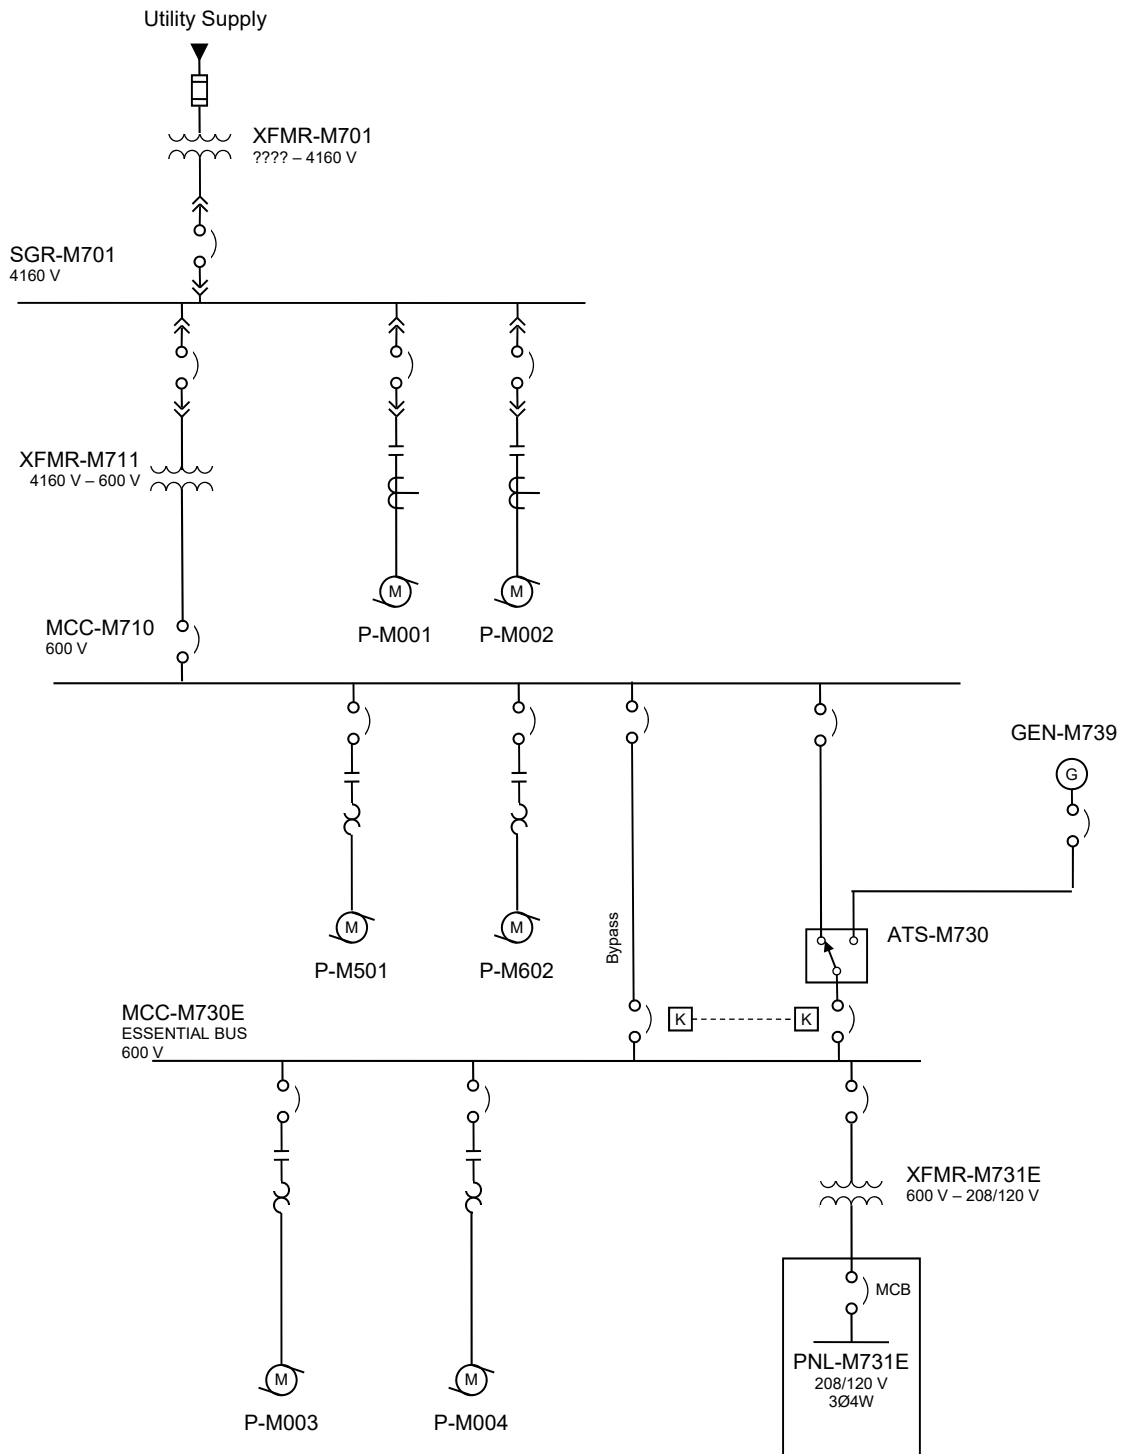 Utility Supply
XFMR-M701
???? – 4160 V
SGR-M701
4160 V
XFMR-M711
4160 V – 600 V
M
M
P-M001
P-M002
MCC-M710
600 V
GEN-M739
G
M
M
P-M501
P-M602
Bypass
ATS-M730
MCC-M730E
ESSENTIAL BUS
600 V
K
K
XFMR-M731E
600 V – 208/120 V
MCB
PNL-M731E
208/120 V
3Ø4W
M
M
P-M003
P-M004